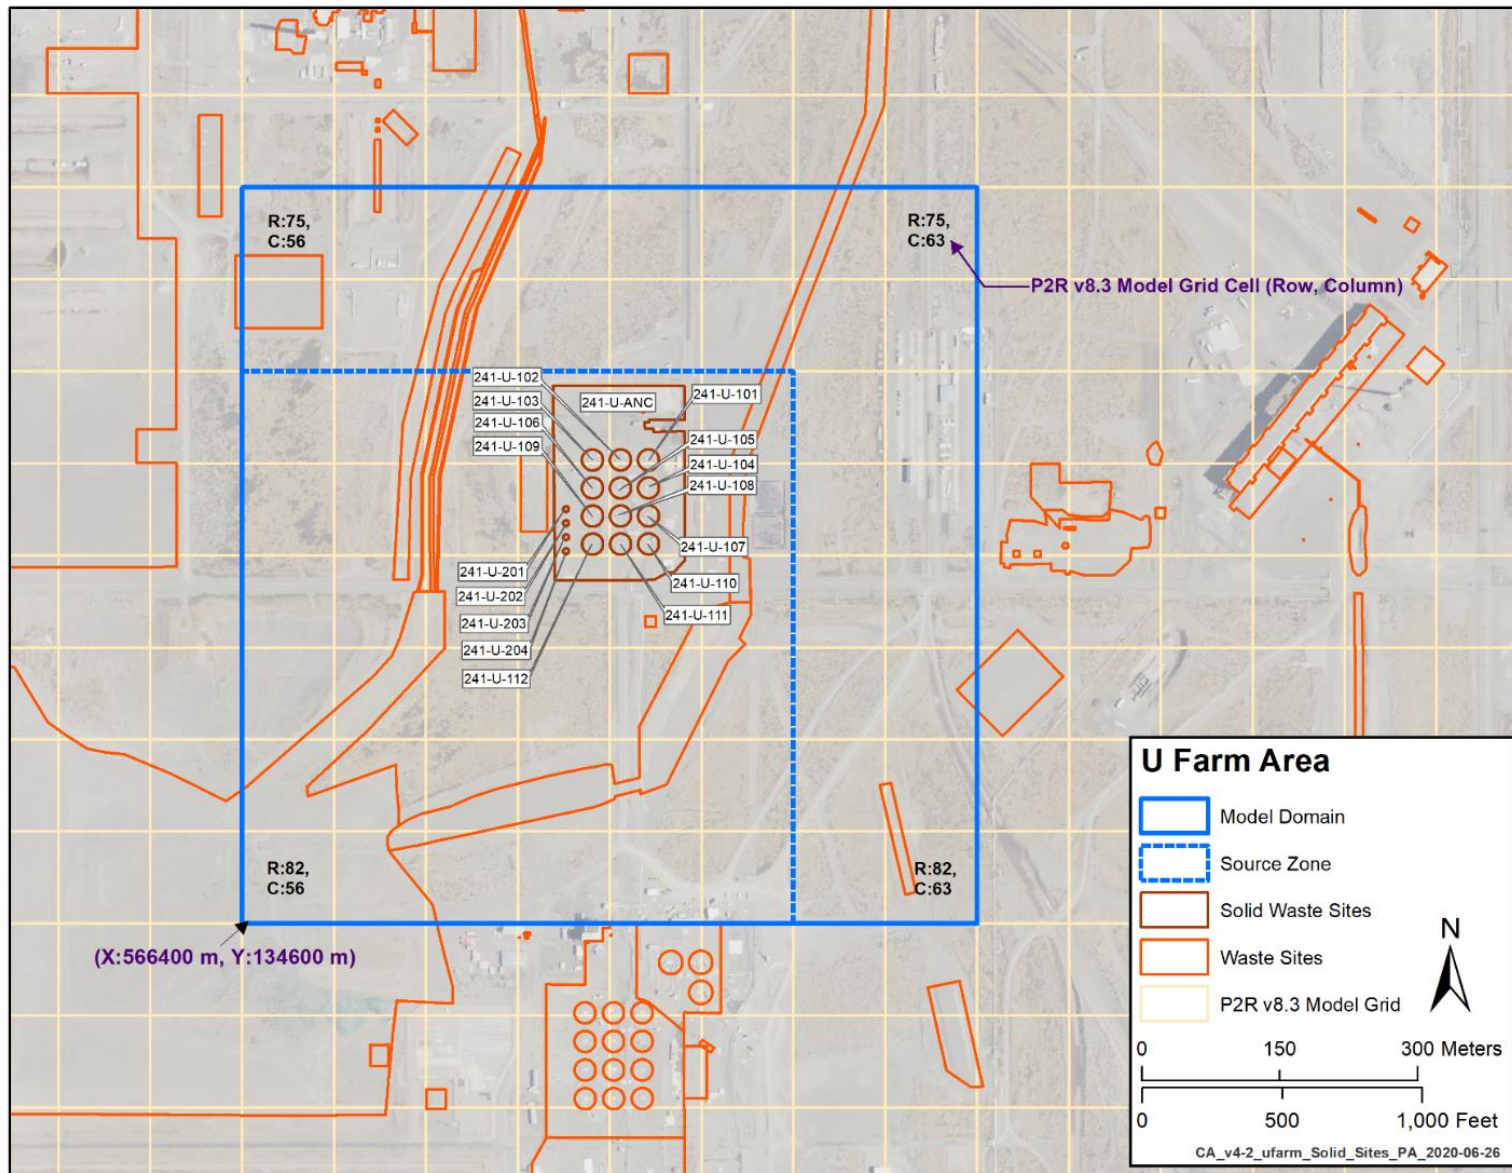 R:75,
C:56
R:75,
C:63
P2R v8.3 Model Grid Cell (Row, Column)
241-U-102
241-U-ANC
241-U-101
241-U-103
241-U-106
241-U-109
241-U-105
241-U-104
241-U-108
241-U-107
241-U-201
241-U-110
241-U-202
241-U-111
241-U-203
241-U-204
241-U-112
R:82,
C:56
R:82,
C:63
(X:566400 m, Y:134600 m)
U Farm Area
Model Domain
Source Zone
Solid Waste Sites
Waste Sites
P2R v8.3 Model Grid
N
0 150 300 Meters
0 500 1,000 Feet
CA_v4-2_ufarm_Solid_Sites_PA_2020-06-26